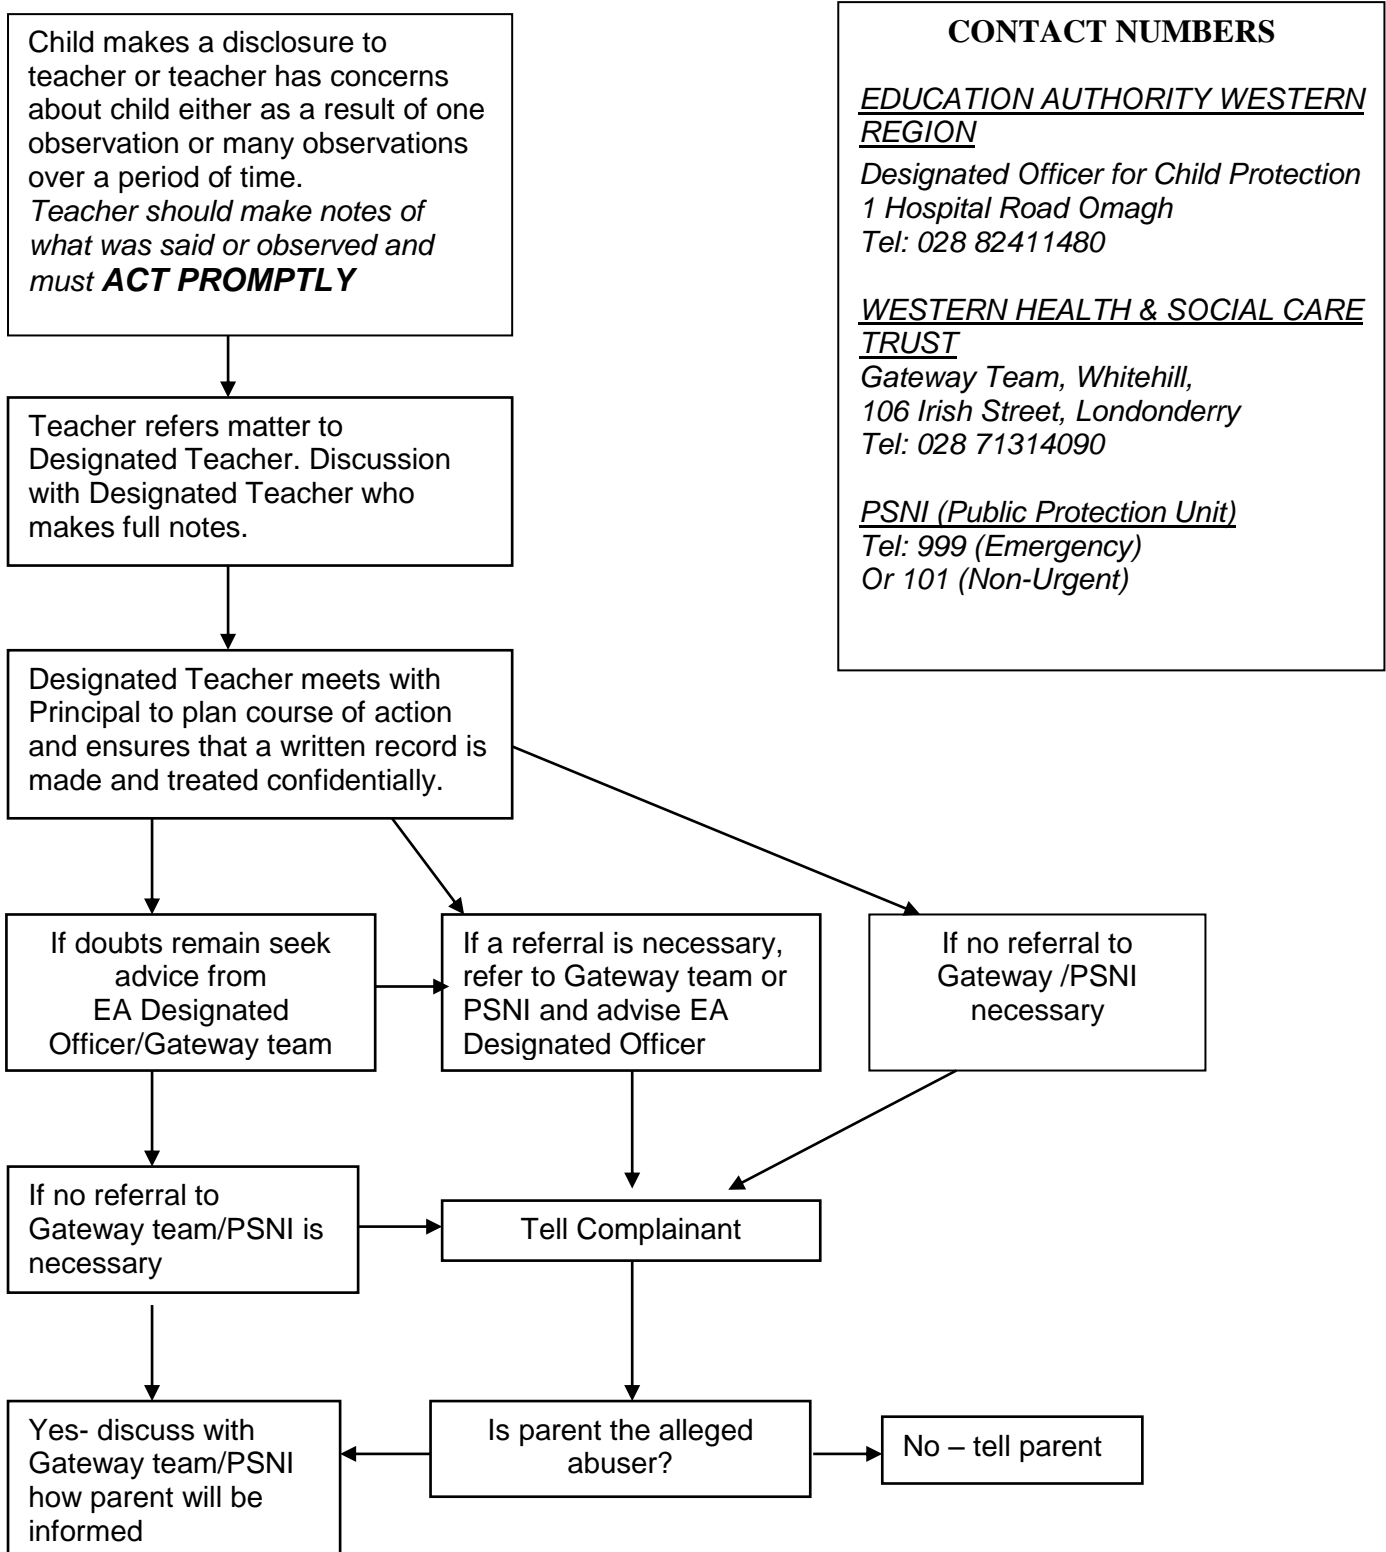 Child makes a disclosure to
teacher or teacher has concerns
about child either as a result of one
observation or many observations
over a period of time.
Teacher should make notes of
what was said or observed and
must ACT PROMPTLY
CONTACT NUMBERS
EDUCATION AUTHORITY WESTERN
REGION
Designated Officer for Child Protection
1 Hospital Road Omagh
Tel: 028 82411480
WESTERN HEALTH & SOCIAL CARE
TRUST
Gateway Team, Whitehill,
106 Irish Street, Londonderry
Tel: 028 71314090
PSNI (Public Protection Unit)
Tel: 999 (Emergency)
Or 101 (Non-Urgent)
Teacher refers matter to
Designated Teacher. Discussion
with Designated Teacher who
makes full notes.
Designated Teacher meets with
Principal to plan course of action
and ensures that a written record is
made and treated confidentially.
If doubts remain seek
advice from
EA Designated
Officer/Gateway team
If a referral is necessary,
refer to Gateway team or
PSNI and advise EA
Designated Officer
If no referral to
Gateway /PSNI
necessary
If no referral to
Gateway team/PSNI is
necessary
Tell Complainant
Yes- discuss with
Gateway team/PSNI
how parent will be
informed
Is parent the alleged
abuser?
No – tell parent